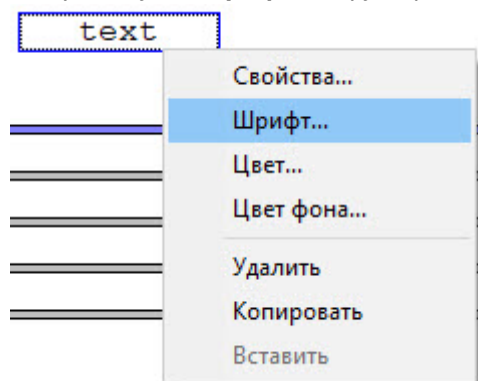 text
Свойства...
Шрифт...
Цвет...
Цвет фона...
Удалить
Копировать
Вставить